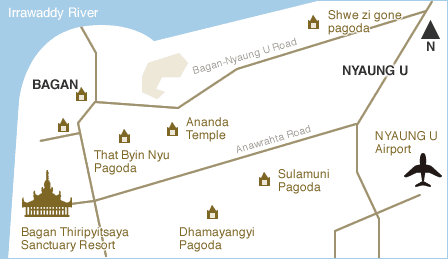 Irrawaddy River
Shwe zi gone
pagoda
Bagan-Nyaung U Road
N
BAGAN
NYAUNG U
Ananda
Temple
Anawrahta Road
NYAUNG U
Airport
That Byin Nyu
Pagoda
Sulamuni
Pagoda
Bagan Thiripyitsaya
Sanctuary Resort
Dhamayangyi
Pagoda